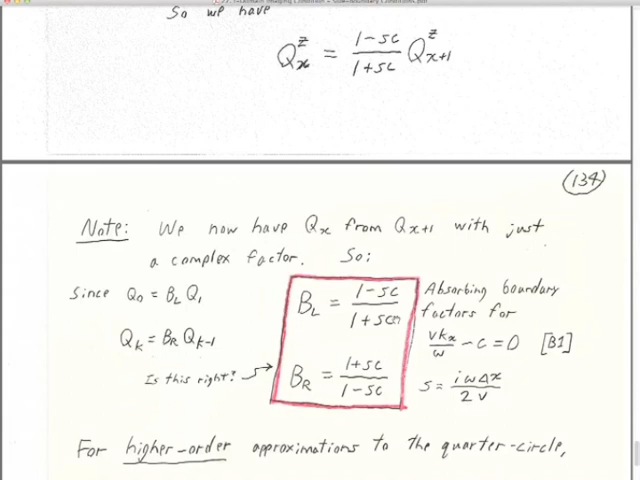 So we have
Q_x^z = (1-sc)/(1+sc) Q_{x+1}^z
(134)
Note: We now have Q_x from Q_{x+1} with just
a complex factor. So:
Since Q_0 = B_L Q_1
Q_k = B_R Q_{k-1}
Is this right?
B_L = (1-sc)/(1+sc)
B_R = (1+sc)/(1-sc)
Absorbing boundary
factors for
vk_x/w - c = 0 [B1]
s = iwΔx/2v
For higher-order approximations to the quarter-circle,